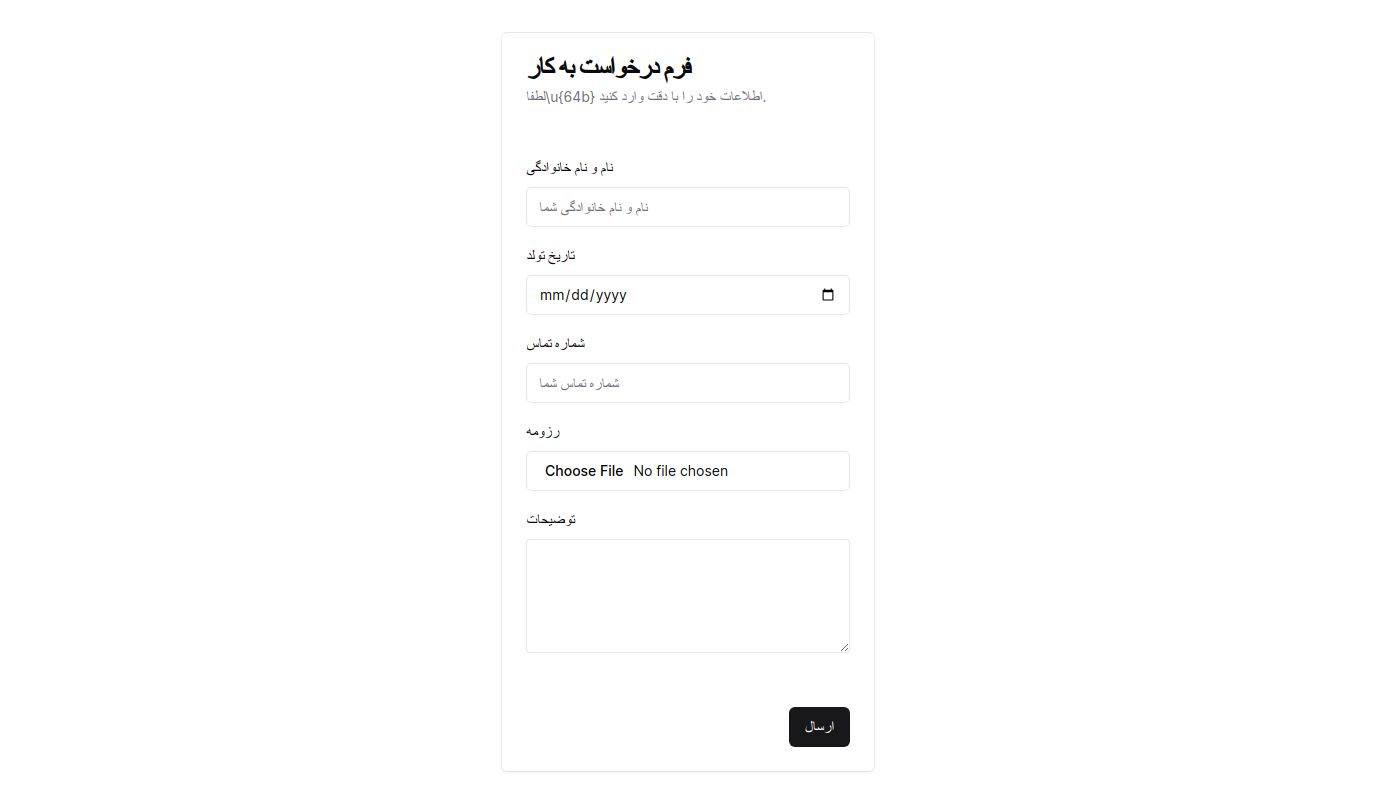 فرم درخواست به کار
لطفا\u{64b} اطلاعات خود را با دقت وارد کنید.
نام و نام خانوادگی
نام و نام خانوادگی شما
تاریخ تولد
mm/dd/yyyy
شماره تماس
شماره تماس شما
رزومه
Choose File No file chosen
توضیحات
ارسال